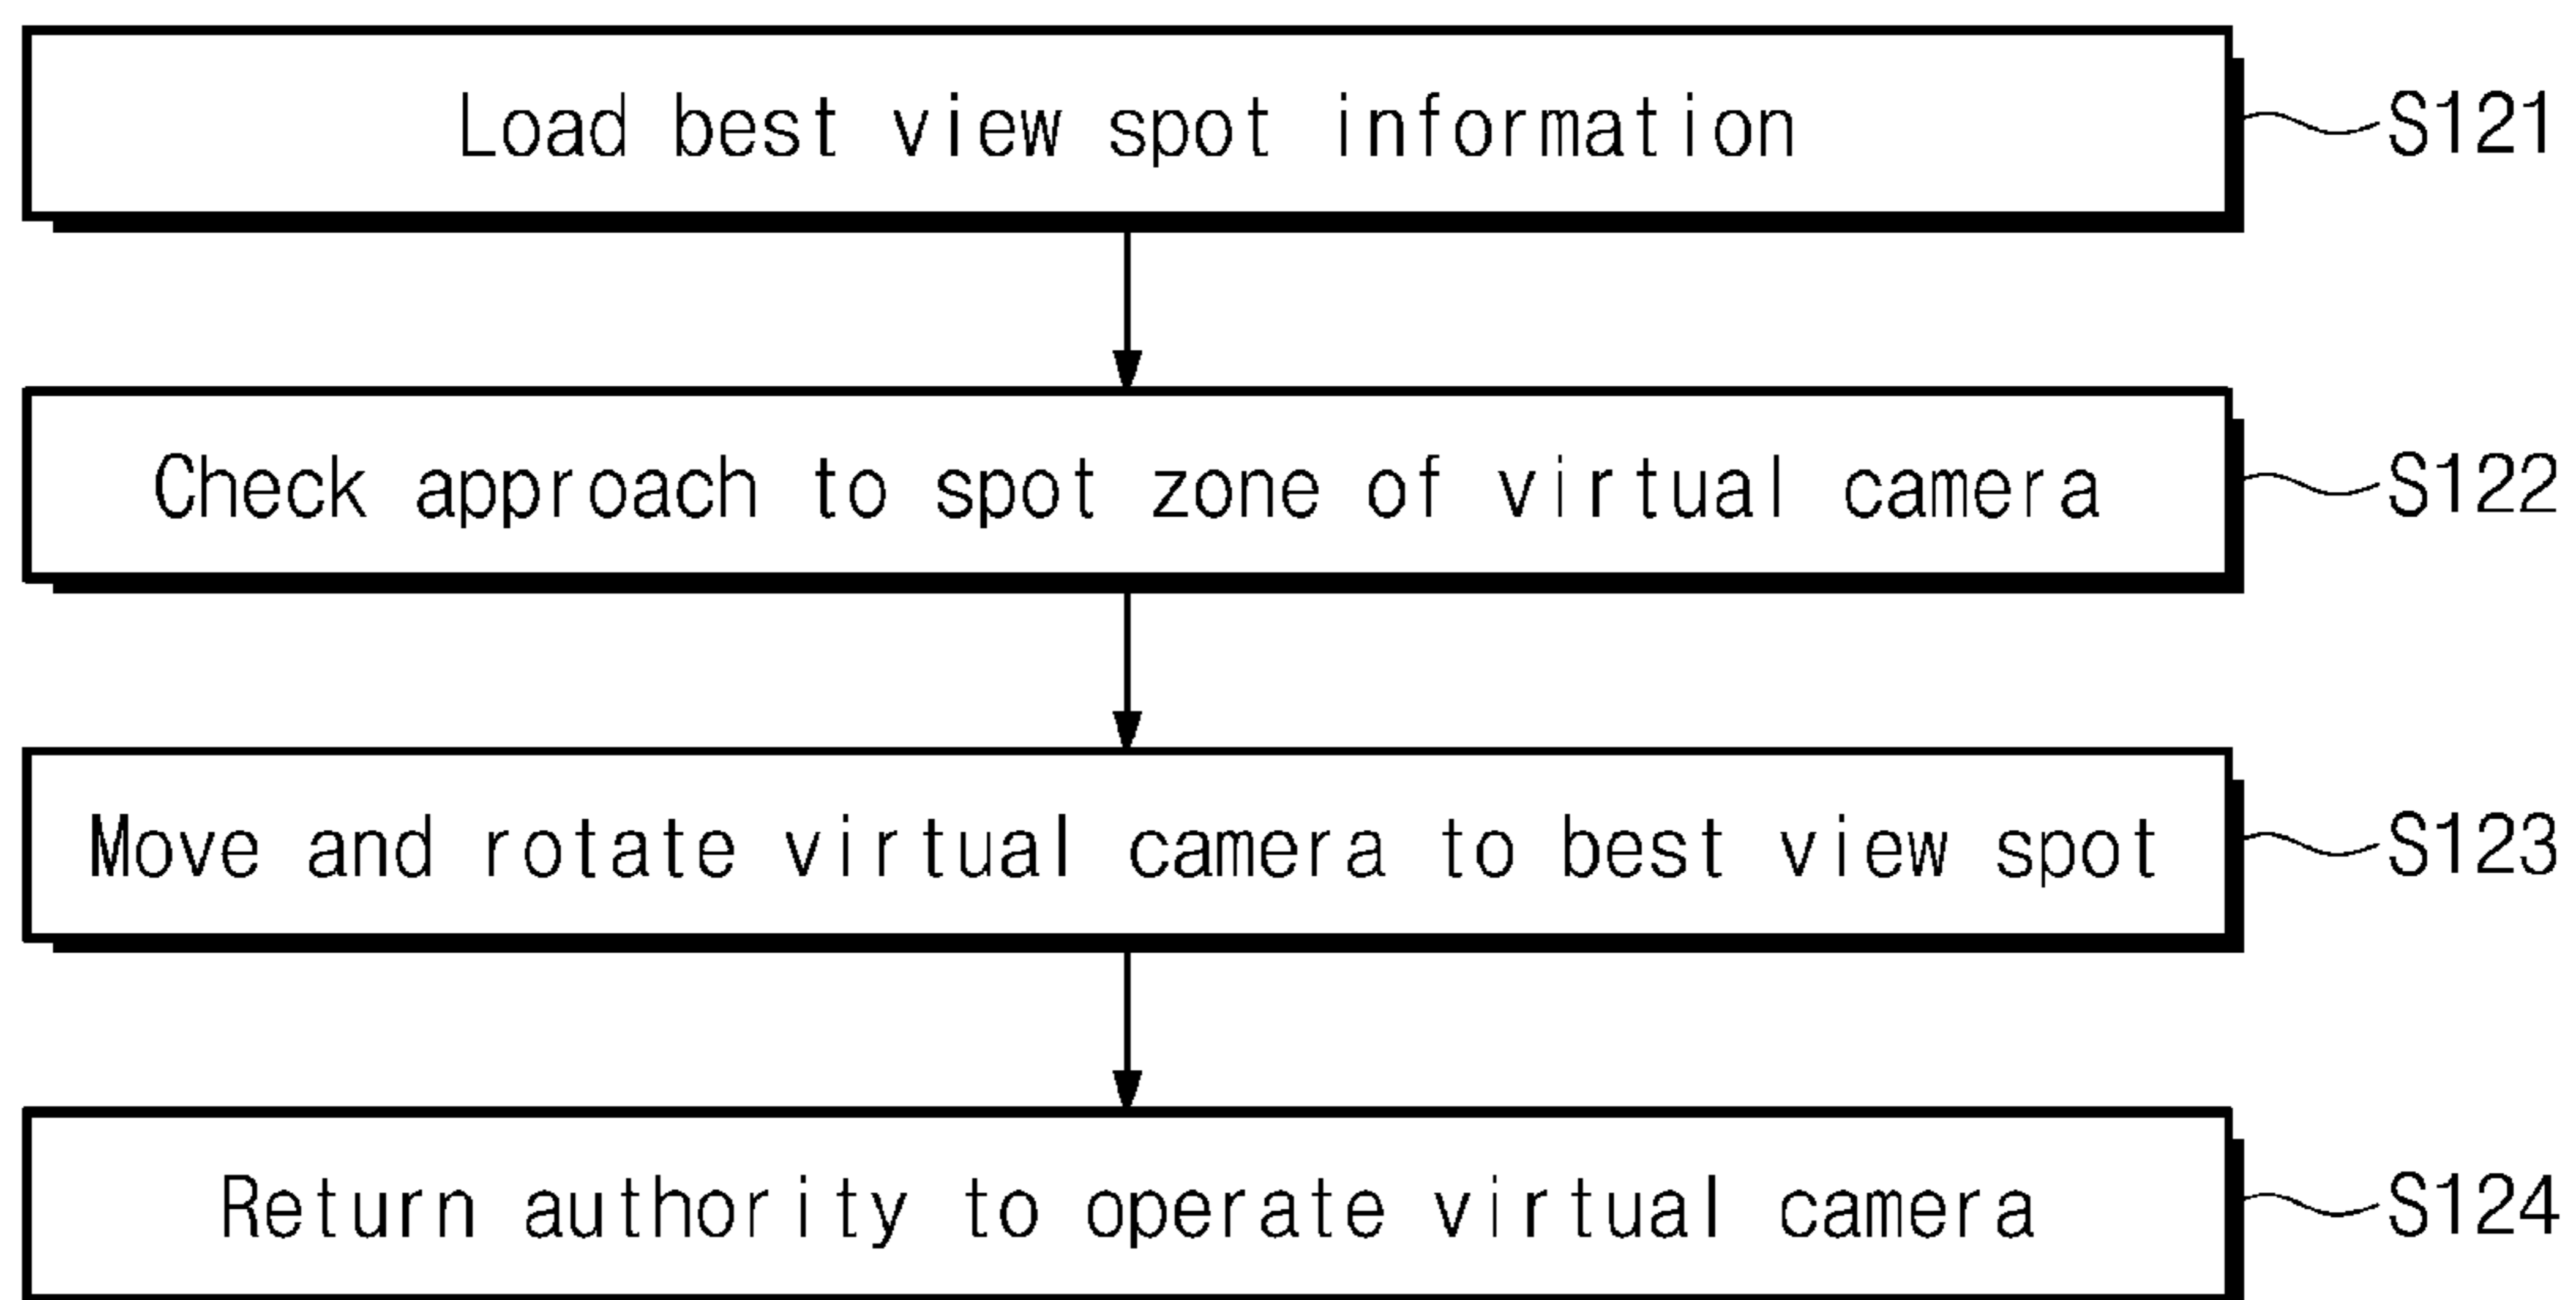 Load best view spot information S121
Check approach to spot zone of virtual camera S122
Move and rotate virtual camera to best view spot S123
Return authority to operate virtual camera S124